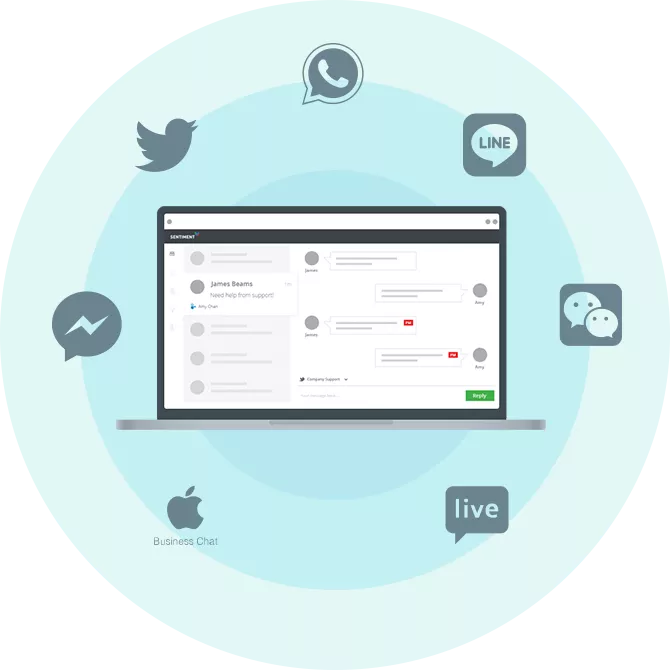 LINE
SENTIMENT
James Beams
Need help from support!
Amy Chan
James
Amy
James
PM
PM
Amy
Company Support
Reply
live
Business Chat